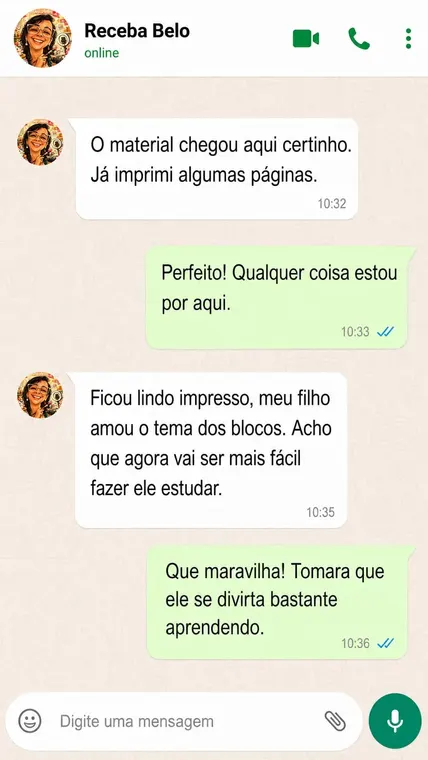 Receba Belo
online
O material chegou aqui certinho.
Já imprimi algumas páginas.
10:32
Perfeito! Qualquer coisa estou
por aqui.
10:33
Ficou lindo impresso, meu filho
amou o tema dos blocos. Acho
que agora vai ser mais fácil
fazer ele estudar.
10:35
Que maravilha! Tomara que
ele se divirta bastante
aprendendo.
10:36
Digite uma mensagem